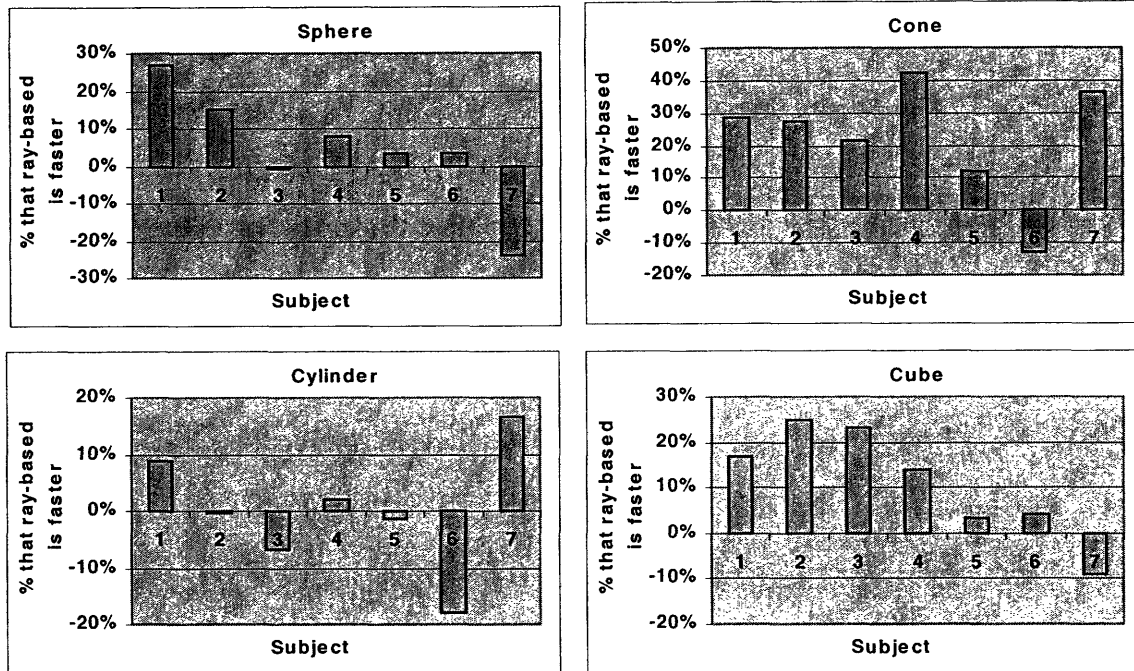 Sphere
% that ray-based
is faster
30%
20%
10%
0%
-10%
-20%
-30%
1 2 3 4 5 6 7
Subject
Cone
% that ray-based
is faster
50%
40%
30%
20%
10%
0%
-10%
-20%
1 2 3 4 5 6 7
Subject
Cylinder
% that ray-based
is faster
20%
10%
0%
-10%
-20%
1 2 3 4 5 6 7
Subject
Cube
% that ray-based
is faster
30%
20%
10%
0%
-10%
-20%
1 2 3 4 5 6 7
Subject